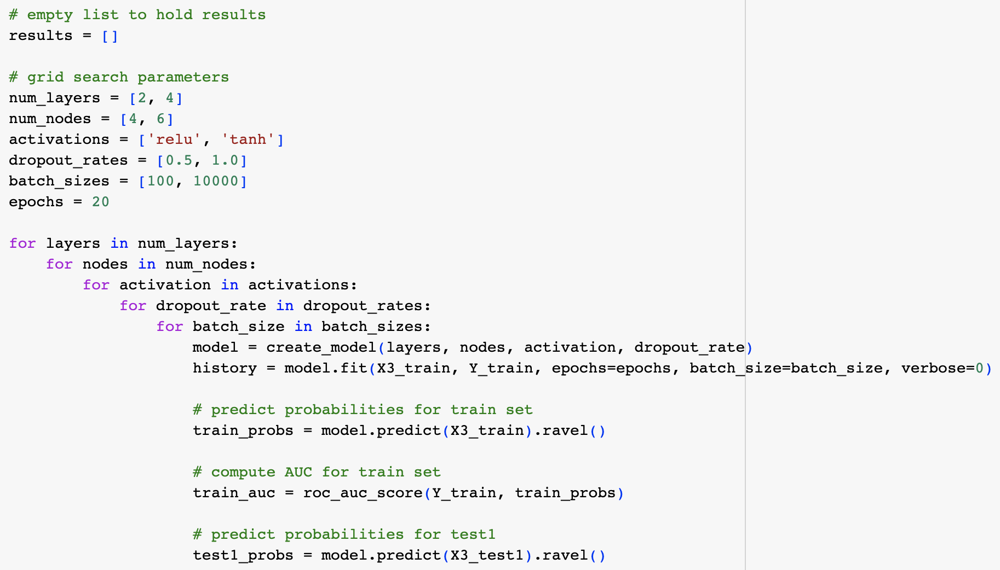 # empty list to hold results
results = []

# grid search parameters
num_layers = [2, 4]
num_nodes = [4, 6]
activations = ['relu', 'tanh']
dropout_rates = [0.5, 1.0]
batch_sizes = [100, 10000]
epochs = 20

for layers in num_layers:
    for nodes in num_nodes:
        for activation in activations:
            for dropout_rate in dropout_rates:
                for batch_size in batch_sizes:
                    model = create_model(layers, nodes, activation, dropout_rate)
                    history = model.fit(X3_train, Y_train, epochs=epochs, batch_size=batch_size, verbose=0)

                    # predict probabilities for train set
                    train_probs = model.predict(X3_train).ravel()

                    # compute AUC for train set
                    train_auc = roc_auc_score(Y_train, train_probs)

                    # predict probabilities for test1
                    test1_probs = model.predict(X3_test1).ravel()